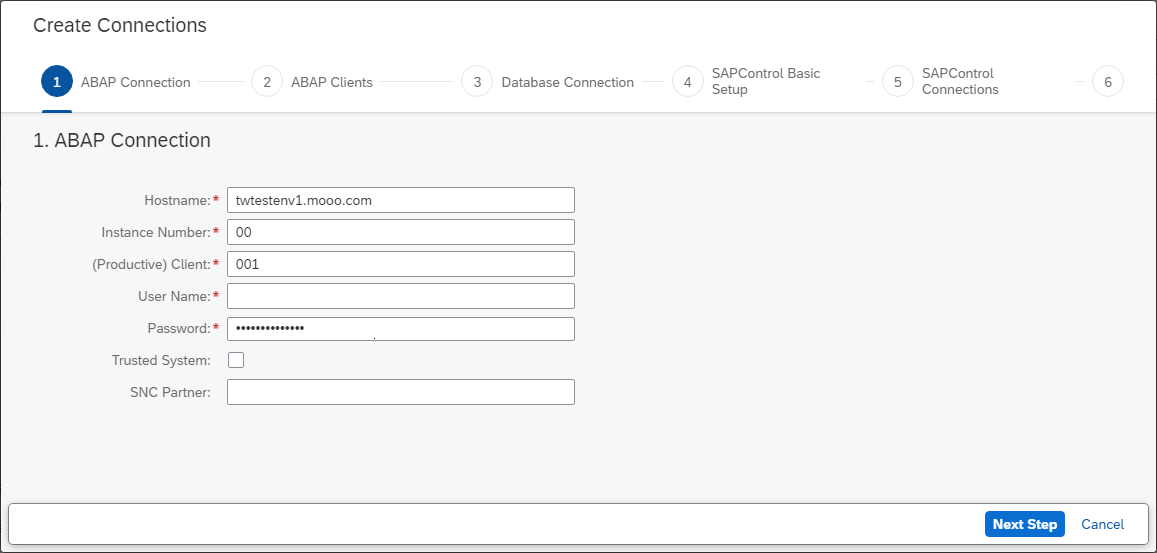 Create Connections
1 ABAP Connection 2 ABAP Clients 3 Database Connection 4 SAPControl Basic Setup 5 SAPControl Connections 6
1. ABAP Connection
Hostname:* twtestenv1.mooo.com
Instance Number:* 00
(Productive) Client:* 001
User Name:*
Password:* ••••••••••••••
Trusted System:
SNC Partner:
Next Step Cancel